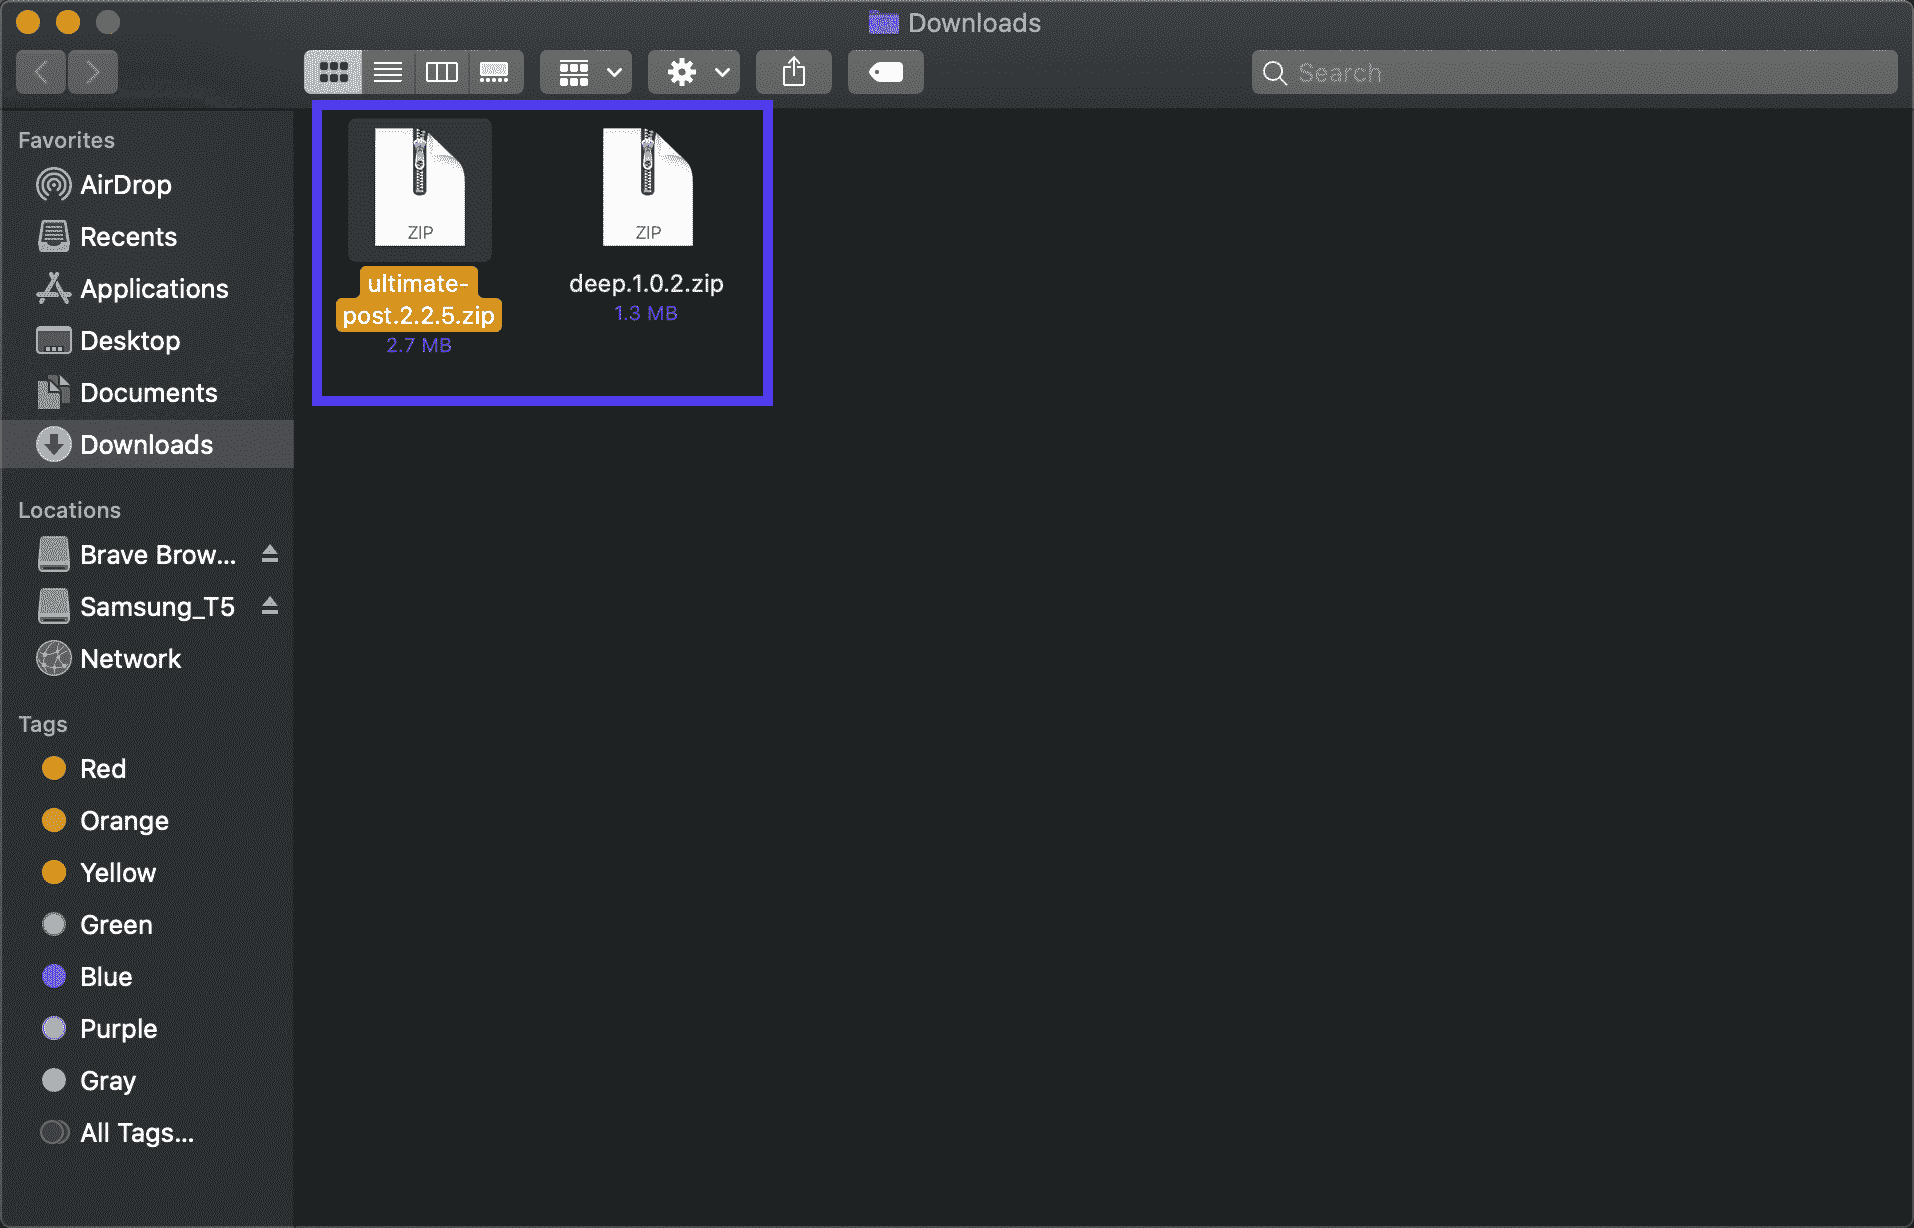 Downloads
Search
Favorites
AirDrop
Recents
Applications
Desktop
Documents
Downloads
Locations
Brave Brow...
Samsung_T5
Network
Tags
Red
Orange
Yellow
Green
Blue
Purple
Gray
All Tags...
ZIP
ultimate-
post.2.2.5.zip
2.7 MB
ZIP
deep.1.0.2.zip
1.3 MB